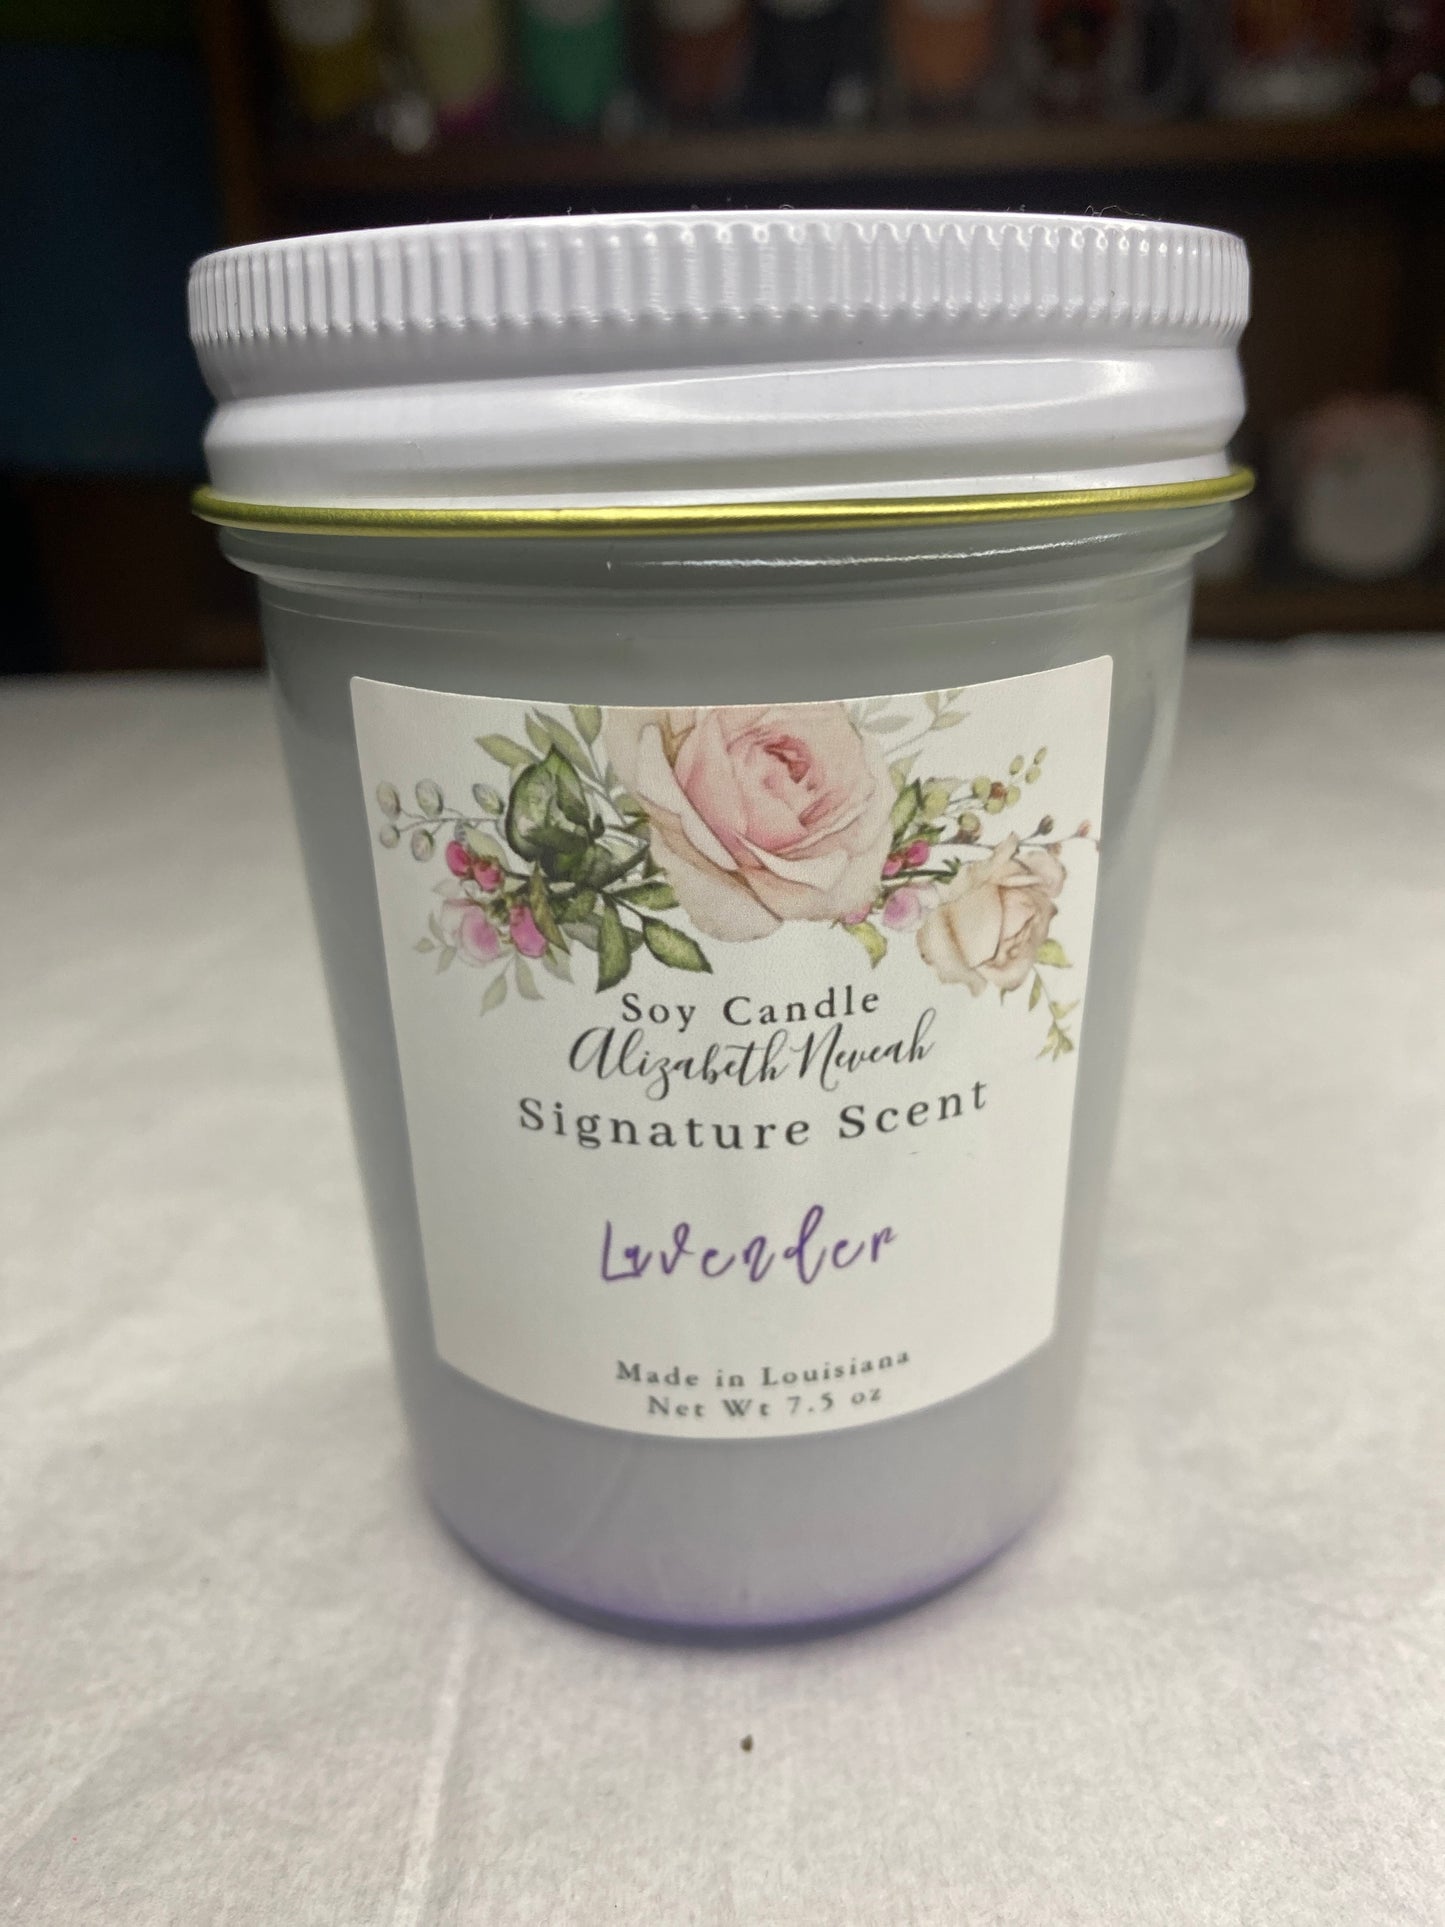 Soy Candle
Alizabeth Neveah
Signature Scent
Lavender
Made in Louisiana
Net Wt 7.5 oz